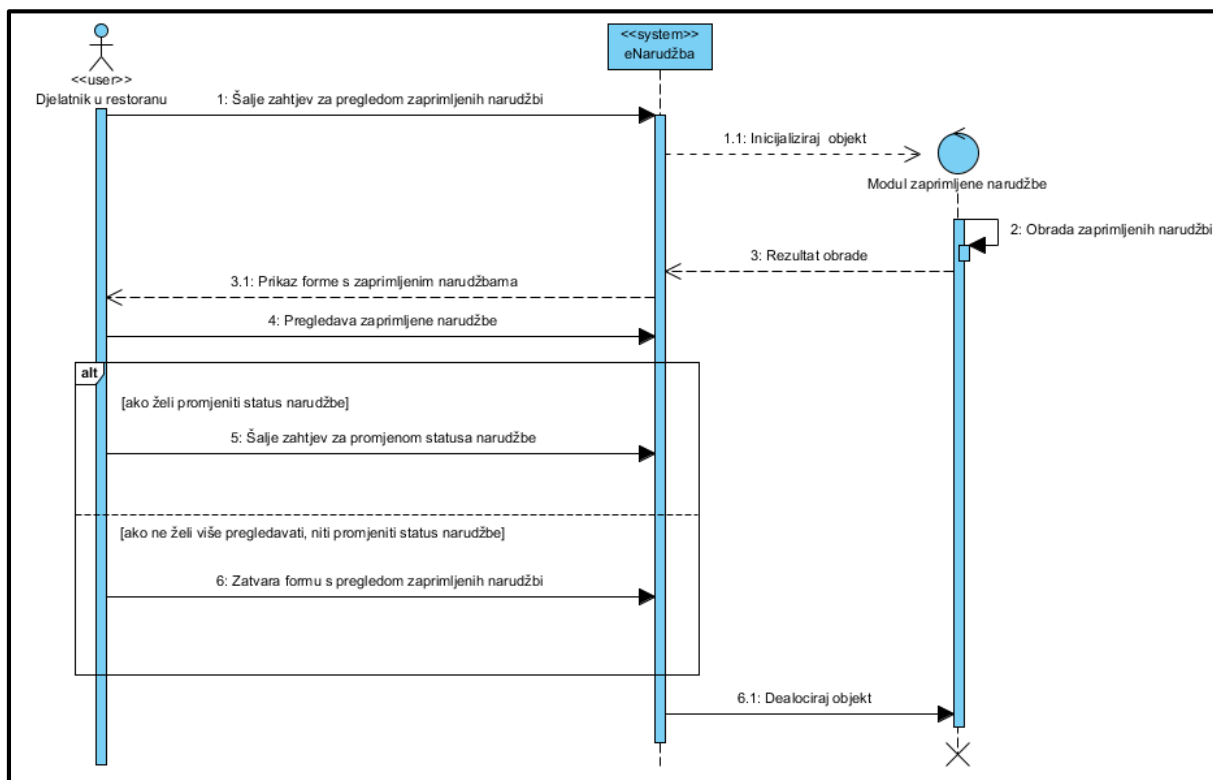 <<user>>
Djelatnik u restoranu
<<system>>
eNarudžba
1: Šalje zahtjev za pregledom zaprimljenih narudžbi
1.1: Inicijaliziraj objekt
Modul zaprimljene narudžbe
2: Obrada zaprimljenih narudžbi
3: Rezultat obrade
3.1: Prikaz forme s zaprimljenim narudžbama
4: Pregledava zaprimljene narudžbe
alt
[ako želi promjeniti status narudžbe]
5: Šalje zahtjev za promjenom statusa narudžbe
[ako ne želi više pregledavati, niti promjeniti status narudžbe]
6: Zatvara formu s pregledom zaprimljenih narudžbi
6.1: Dealociraj objekt